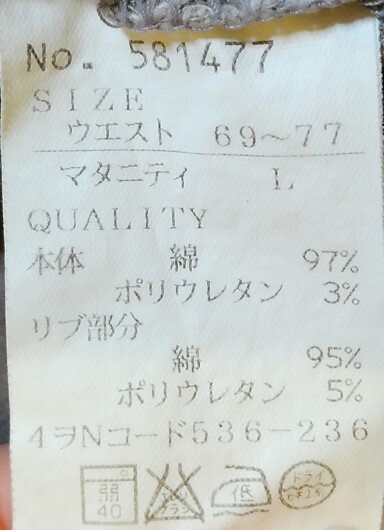 No. 581477
SIZE
ウエスト 69~77
マタニティ L
QUALITY
本体 綿 97%
ポリウレタン 3%
リブ部分
綿 95%
ポリウレタン 5%
4ヲNコード536-236
弱 40 低 ドライ